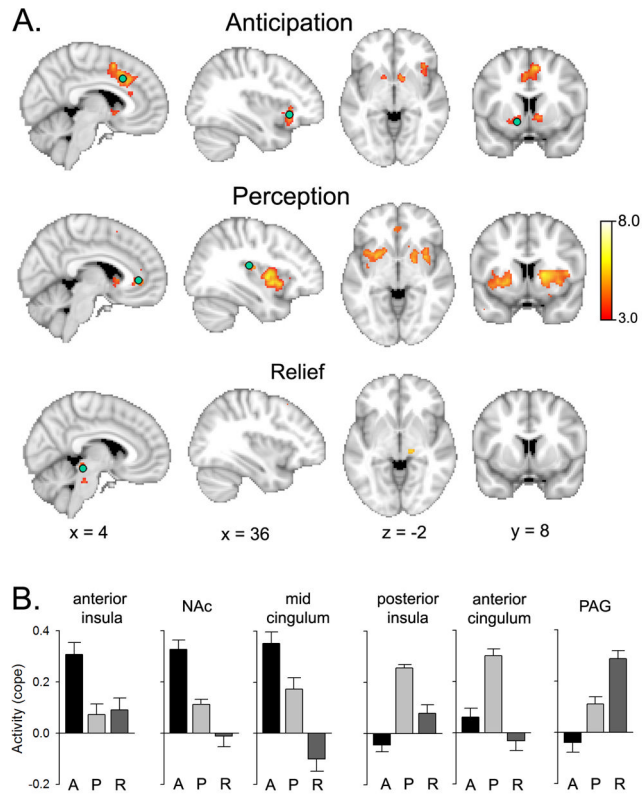 A.
Anticipation
Perception
8.0
3.0
Relief
x = 4 x = 36 z = -2 y = 8
B.
anterior insula
NAc
mid cingulum
posterior insula
anterior cingulum
PAG
Activity (cope)
0.4
0.2
0.0
-0.2
A P R A P R A P R A P R A P R A P R